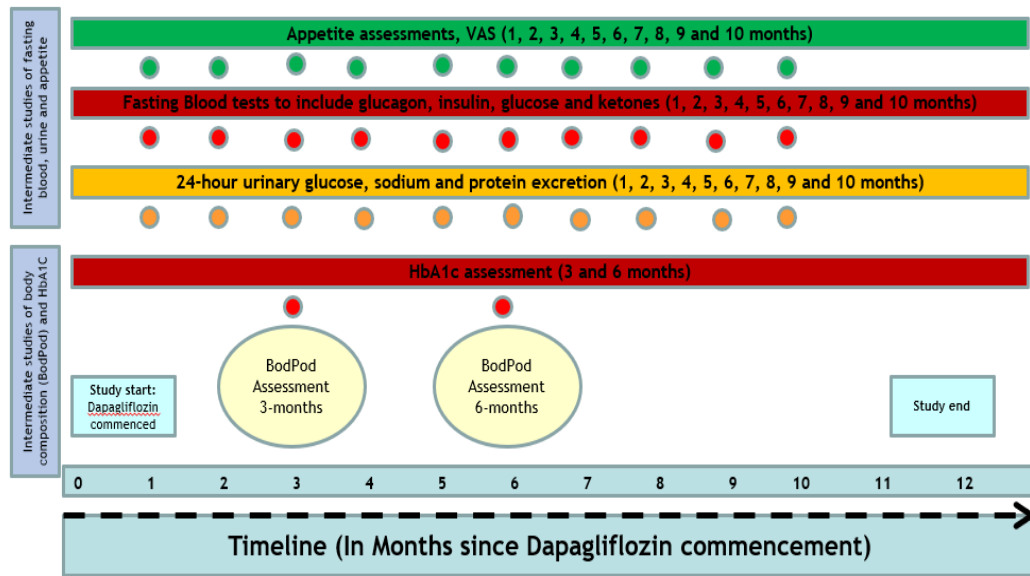 Intermediate studies of fasting
blood, urine and appetite
Appetite assessments, VAS (1, 2, 3, 4, 5, 6, 7, 8, 9 and 10 months)
Fasting Blood tests to include glucagon, insulin, glucose and ketones (1, 2, 3, 4, 5, 6, 7, 8, 9 and 10 months)
24-hour urinary glucose, sodium and protein excretion (1, 2, 3, 4, 5, 6, 7, 8, 9 and 10 months)
Intermediate studies of body
composition (BodPod) and HbA1C
HbA1c assessment (3 and 6 months)
BodPod
Assessment
3-months
BodPod
Assessment
6-months
Study start:
Dapagliflozin
commenced
Study end
0 1 2 3 4 5 6 7 8 9 10 11 12
Timeline (In Months since Dapagliflozin commencement)